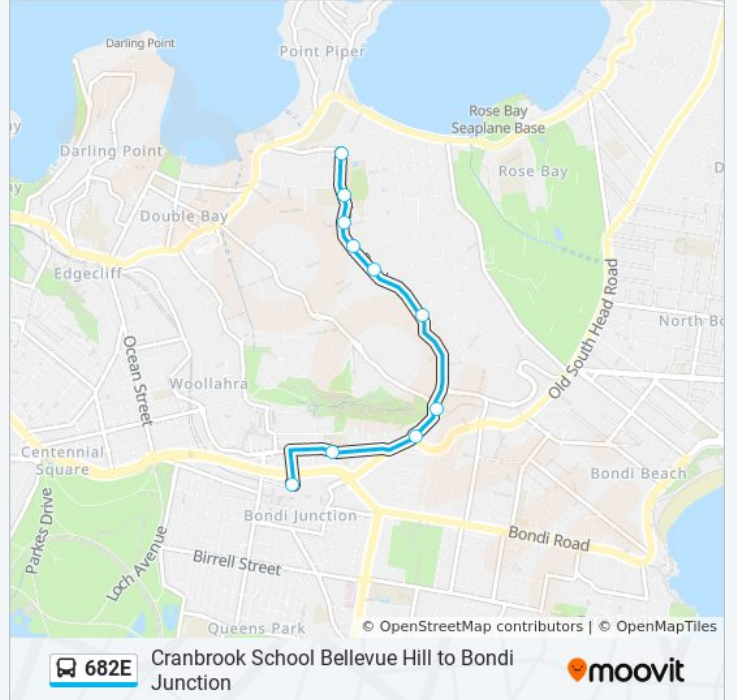 Darling Point
Point Piper
Rose Bay
Seaplane Base
Darling Point
Rose Bay
Double Bay
Edgecliff
Old South Head Road
North Bo
Ocean Street
Woollahra
Centennial
Square
Bondi Beach
Parkes Drive
Bondi Junction
Bondi Road
Loch Avenue
Birrell Street
Queens Park
© OpenStreetMap contributors | © OpenMapTiles
682E
Cranbrook School Bellevue Hill to Bondi
Junction
moovit